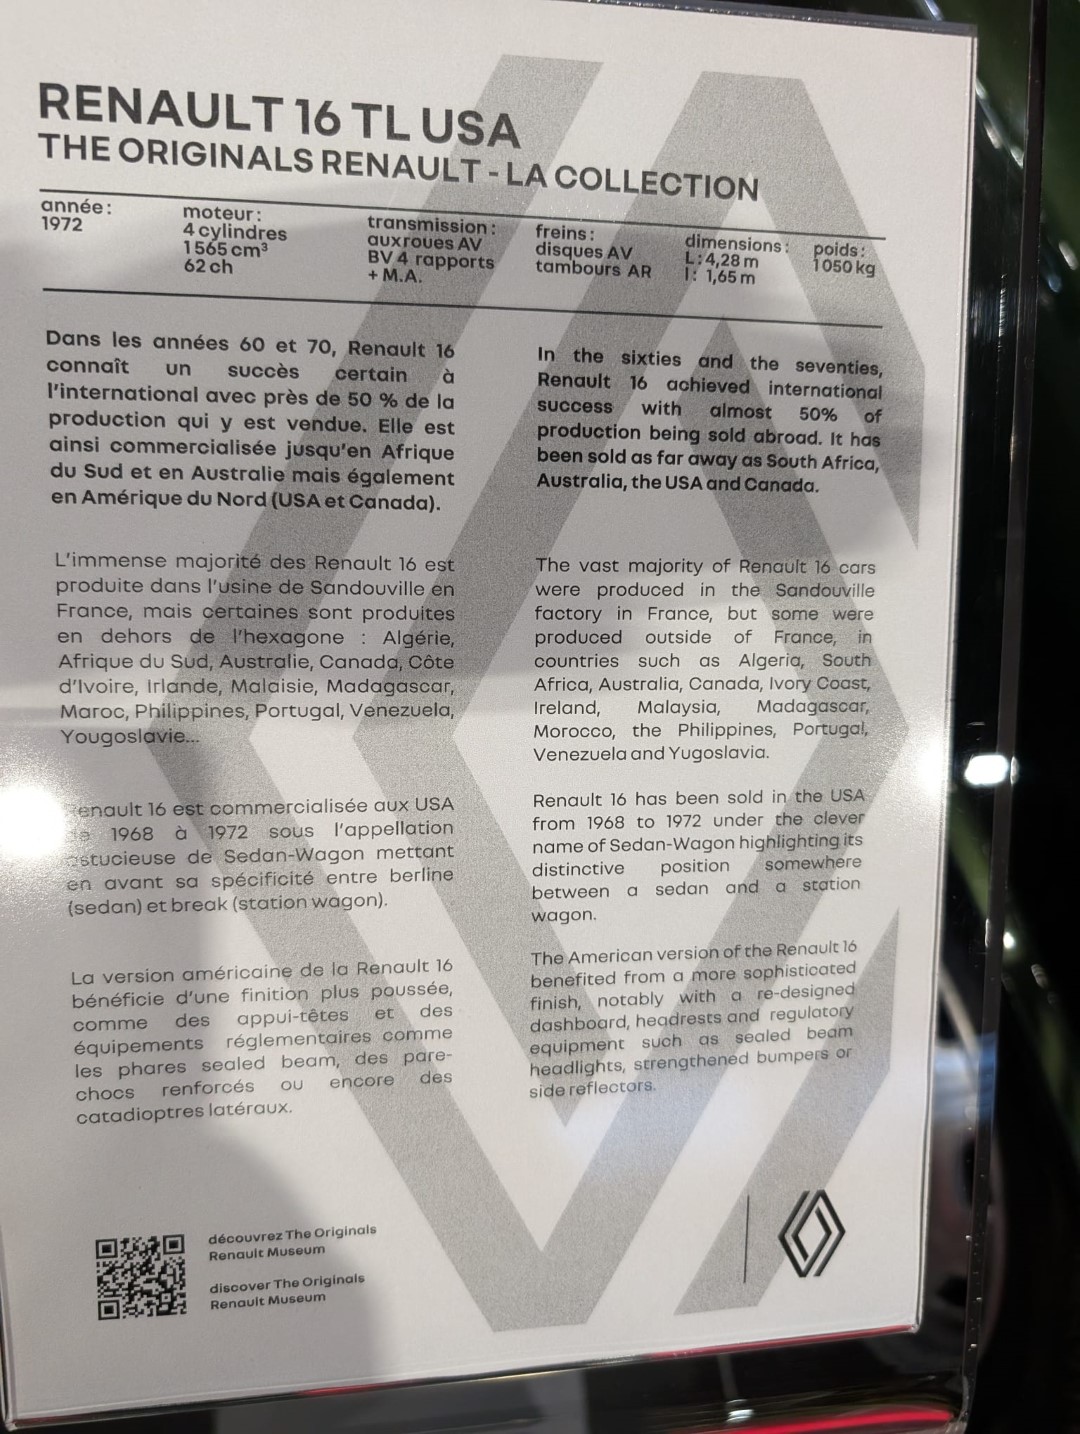 RENAULT 16 TL USA
THE ORIGINALS RENAULT - LA COLLECTION
année :
1972
moteur :
4 cylindres
1 565 cm³
62 ch
transmission :
aux roues AV
BV 4 rapports
+ M.A.
freins :
disques AV
tambours AR
dimensions :
L : 4,28 m
l : 1,65 m
poids :
1 050 kg
Dans les années 60 et 70, Renault 16
connaît un succès certain à
l'international avec près de 50 % de la
production qui y est vendue. Elle est
ainsi commercialisée jusqu'en Afrique
du Sud et en Australie mais également
en Amérique du Nord (USA et Canada).
L'immense majorité des Renault 16 est
produite dans l'usine de Sandouville en
France, mais certaines sont produites
en dehors de l'hexagone : Algérie,
Afrique du Sud, Australie, Canada, Côte
d'Ivoire, Irlande, Malaisie, Madagascar,
Maroc, Philippines, Portugal, Venezuela,
Yougoslavie...
Renault 16 est commercialisée aux USA
de 1968 à 1972 sous l'appellation
astucieuse de Sedan-Wagon mettant
en avant sa spécificité entre berline
(sedan) et break (station wagon).
La version américaine de la Renault 16
bénéficie d'une finition plus poussée,
comme des appui-têtes et des
équipements réglementaires comme
les phares sealed beam, des pare-
chocs renforcés ou encore des
catadioptres latéraux.
In the sixties and the seventies,
Renault 16 achieved international
success with almost 50% of
production being sold abroad. It has
been sold as far away as South Africa,
Australia, the USA and Canada.
The vast majority of Renault 16 cars
were produced in the Sandouville
factory in France, but some were
produced outside of France, in
countries such as Algeria, South
Africa, Australia, Canada, Ivory Coast,
Ireland, Malaysia, Madagascar,
Morocco, the Philippines, Portugal,
Venezuela and Yugoslavia.
Renault 16 has been sold in the USA
from 1968 to 1972 under the clever
name of Sedan-Wagon highlighting its
distinctive position somewhere
between a sedan and a station
wagon.
The American version of the Renault 16
benefited from a more sophisticated
finish, notably with a re-designed
dashboard, headrests and regulatory
equipment such as sealed beam
headlights, strengthened bumpers or
side reflectors.
découvrez The Originals
Renault Museum
discover The Originals
Renault Museum